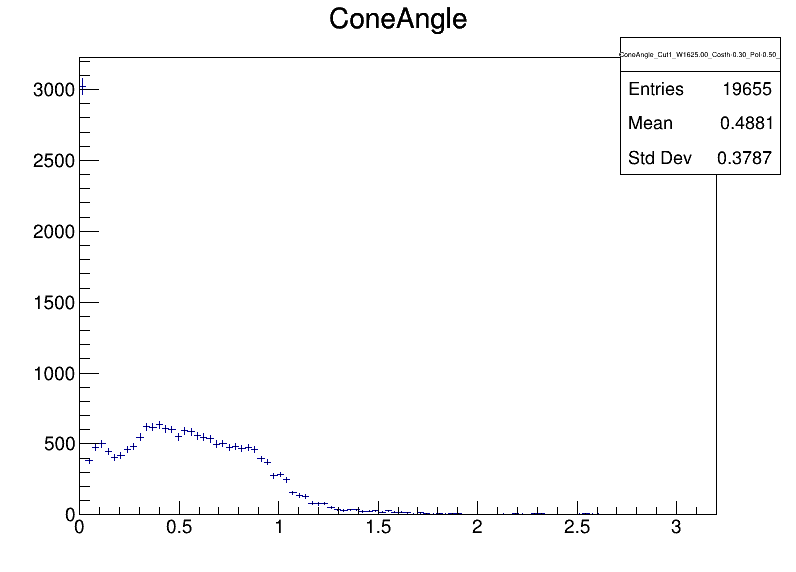 ConeAngle
ConeAngle_Cut1_W1625.00_Costh-0.30_Pol-0.50_
Entries 19655
Mean 0.4881
Std Dev 0.3787
3000
2500
2000
1500
1000
500
0
0 0.5 1 1.5 2 2.5 3